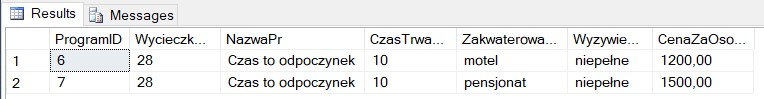 Results Messages
ProgramID Wycieczk... NazwaPr CzasTrwa... Zakwaterowa... Wyzywie... CenaZaOso...
1 6 28 Czas to odpoczynek 10 motel niepełne 1200,00
2 7 28 Czas to odpoczynek 10 pensjonat niepełne 1500,00